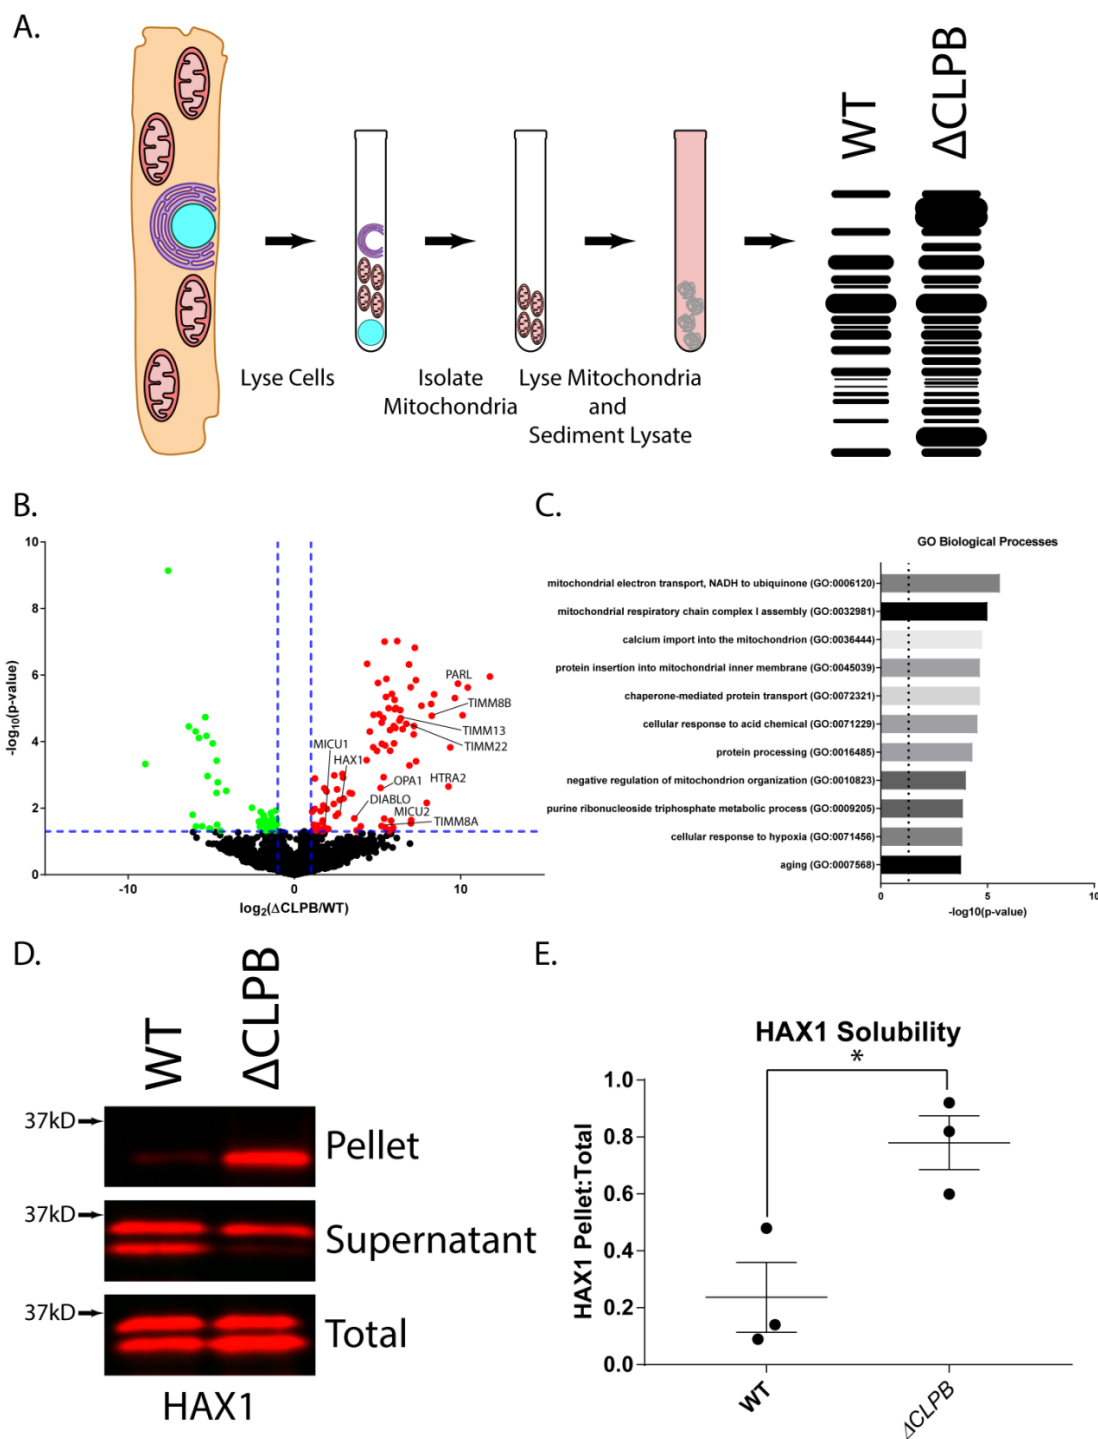 A.
WT
ΔCLPB
Lyse Cells
Isolate
Mitochondria
Lyse Mitochondria
and
Sediment Lysate
B.
10
8
6
4
2
0
-log10(p-value)
-10
0
10
log2(ΔCLPB/WT)
PARL
TIMM8B
TIMM13
TIMM22
MICU1
HAX1
OPA1
HTRA2
DIABLO
MICU2
TIMM8A
C.
GO Biological Processes
mitochondrial electron transport, NADH to ubiquinone (GO:0006120)
mitochondrial respiratory chain complex I assembly (GO:0032981)
calcium import into the mitochondrion (GO:0036444)
protein insertion into mitochondrial inner membrane (GO:0045039)
chaperone-mediated protein transport (GO:0072321)
cellular response to acid chemical (GO:0071229)
protein processing (GO:0016485)
negative regulation of mitochondrion organization (GO:0010823)
purine ribonucleoside triphosphate metabolic process (GO:0009205)
cellular response to hypoxia (GO:0071456)
aging (GO:0007568)
0
5
10
-log10(p-value)
D.
WT
ΔCLPB
37kD
Pellet
37kD
Supernatant
37kD
Total
HAX1
E.
HAX1 Solubility
*
1.0
0.8
0.6
0.4
0.2
0.0
HAX1 Pellet:Total
WT
ΔCLPB